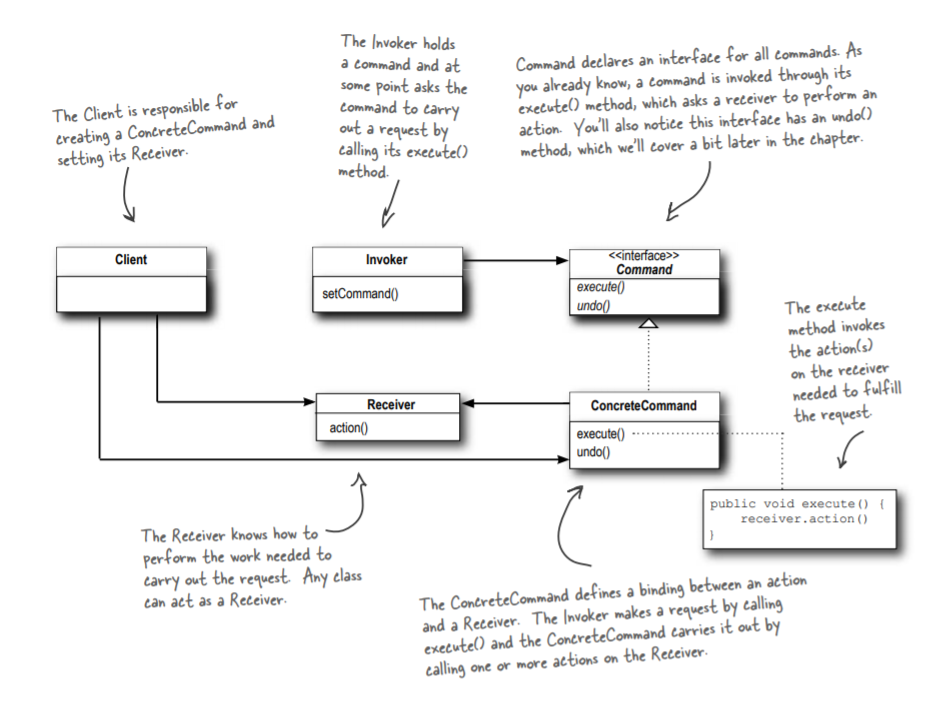 The Client is responsible for
creating a ConcreteCommand and
setting its Receiver.
The Invoker holds
a command and at
some point asks the
command to carry
out a request by
calling its execute()
method.
Command declares an interface for all commands. As
you already know, a command is invoked through its
execute() method, which asks a receiver to perform an
action. You'll also notice this interface has an undo()
method, which we'll cover a bit later in the chapter.
Client
Invoker
setCommand()
<<interface>>
Command
execute()
undo()
The execute
method invokes
the action(s)
on the receiver
needed to fulfill
the request.
Receiver
action()
ConcreteCommand
execute()
undo()
public void execute() {
receiver.action()
}
The Receiver knows how to
perform the work needed to
carry out the request. Any class
can act as a Receiver.
The ConcreteCommand defines a binding between an action
and a Receiver. The Invoker makes a request by calling
execute() and the ConcreteCommand carries it out by
calling one or more actions on the Receiver.